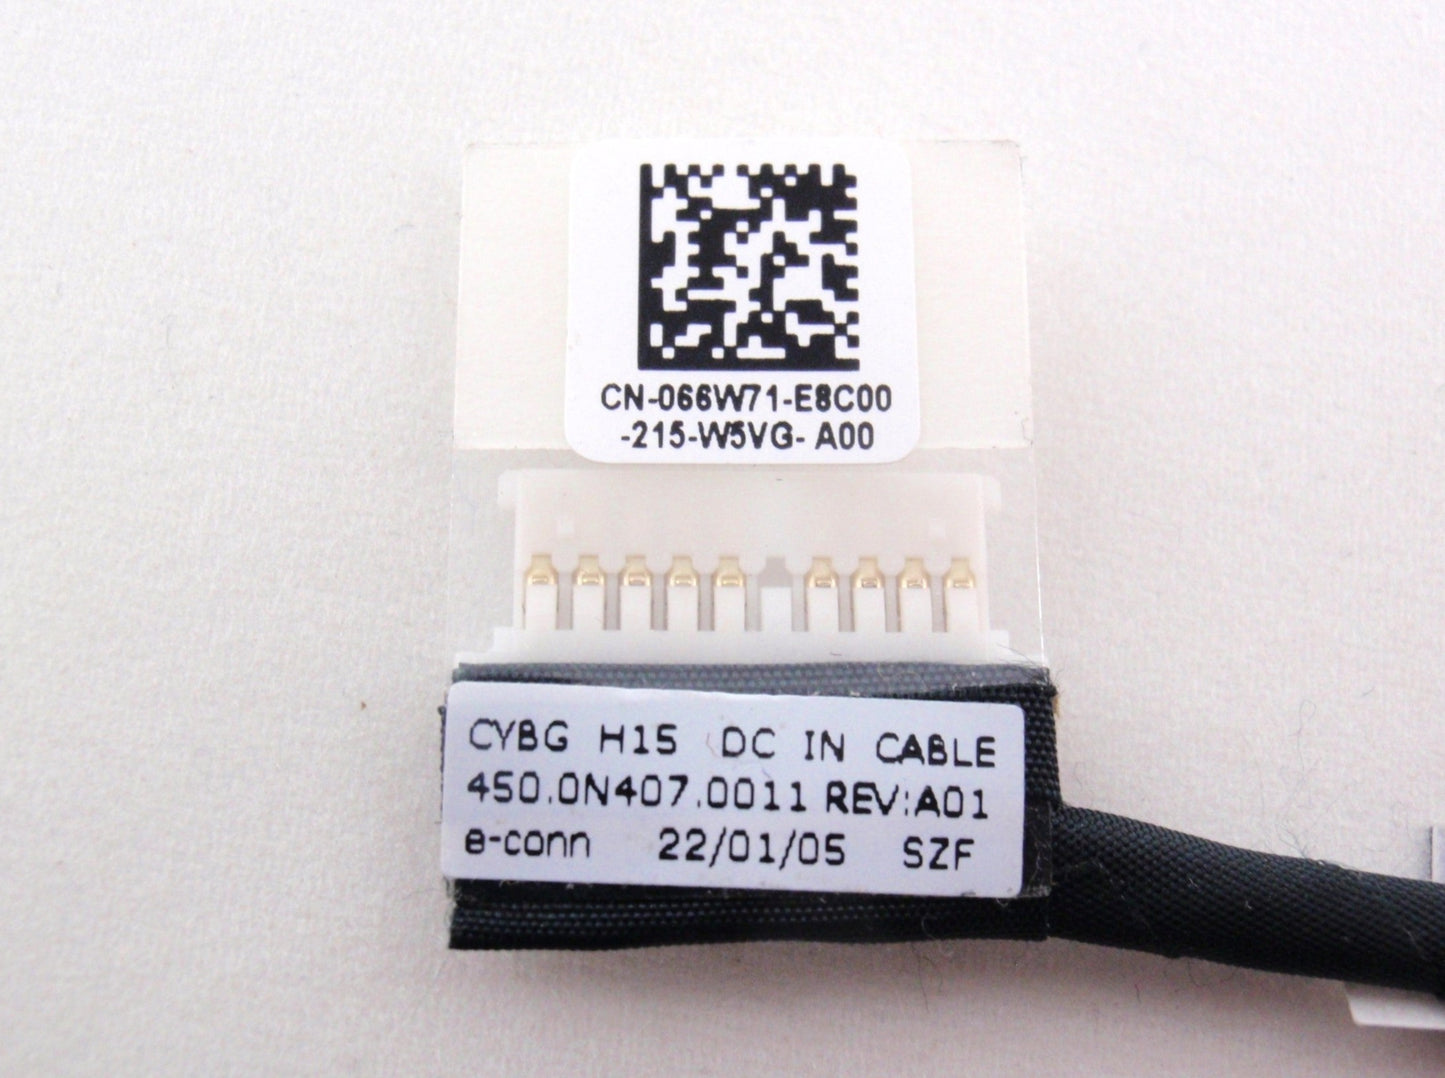 CN-066W71-E8C00
-215-W5VG- A00
CYBG H15 DC IN CABLE
450.0N407.0011 REV:A01
e-conn 22/01/05 SZF